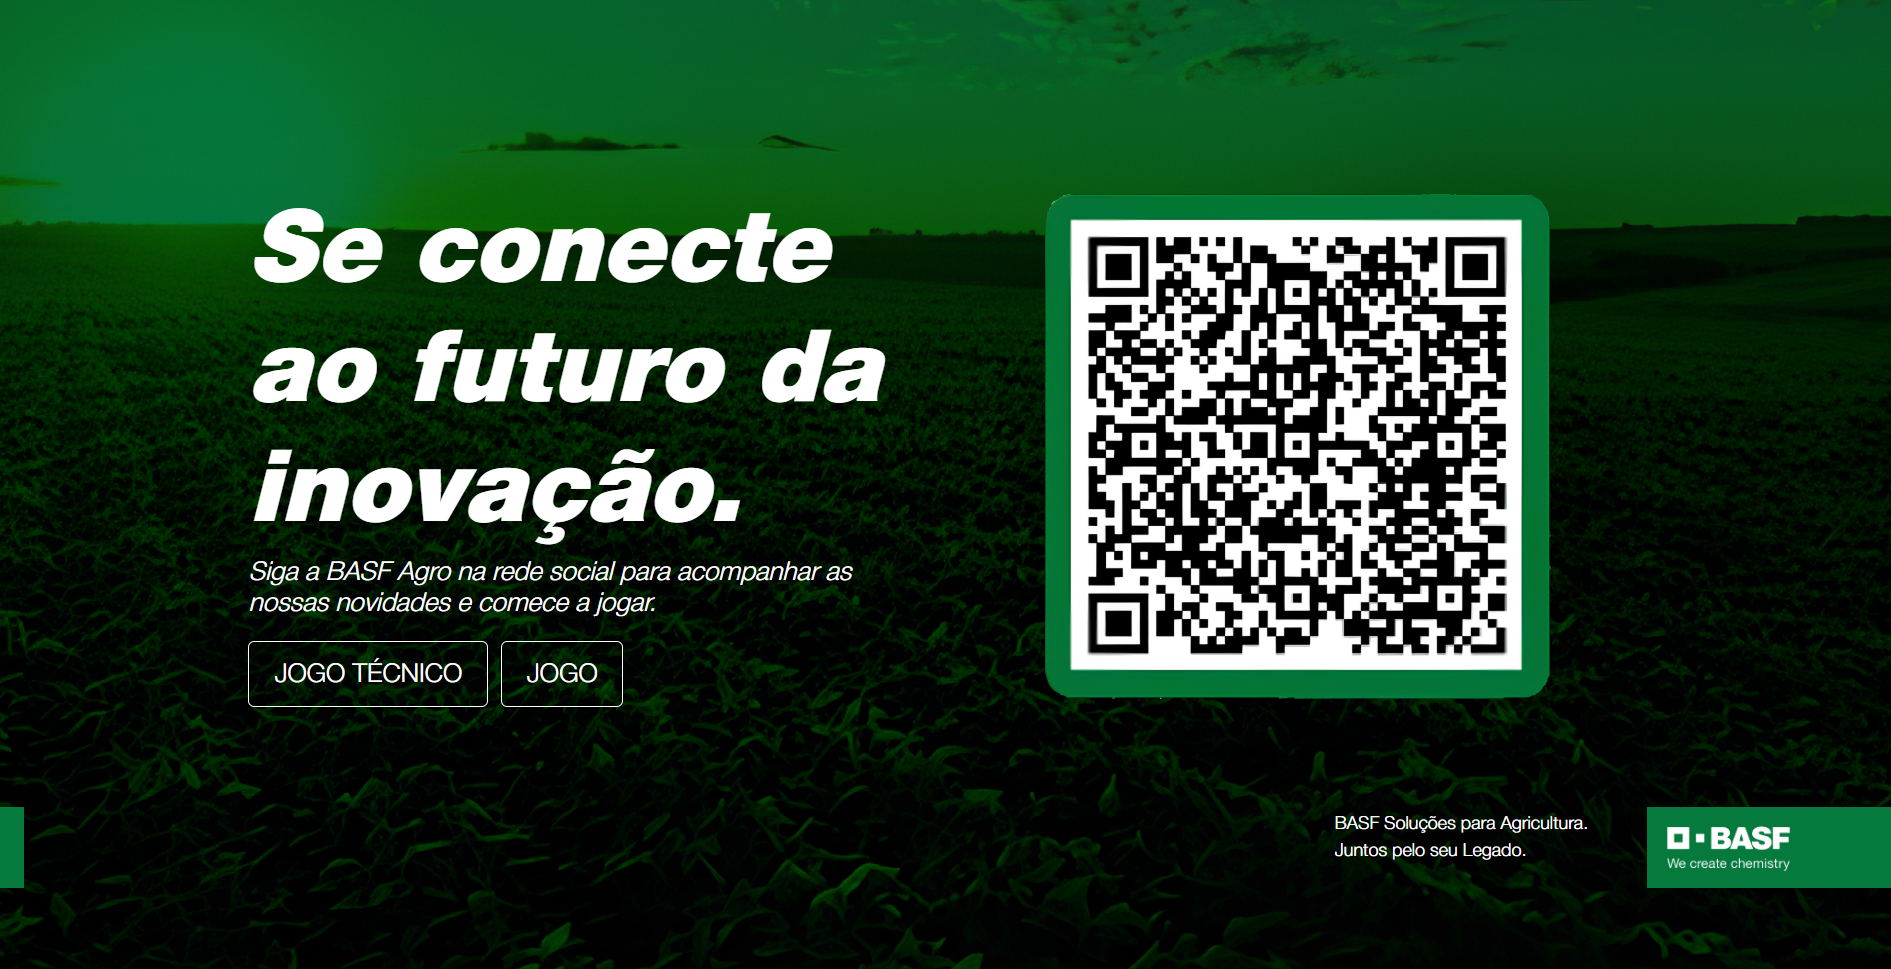 Se conecte
ao futuro da
inovação.
Siga a BASF Agro na rede social para acompanhar as
nossas novidades e comece a jogar.
JOGO TÉCNICO
JOGO
BASF Soluções para Agricultura.
Juntos pelo seu Legado.
BASF
We create chemistry